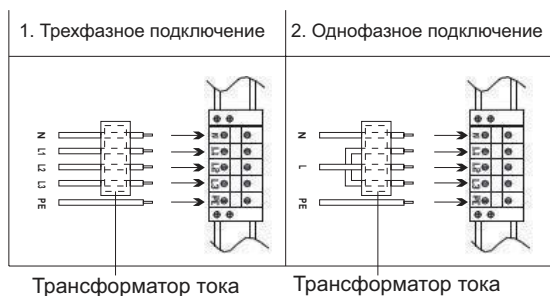 1. Трехфазное подключение
2. Однофазное подключение
N
L1
L2
L3
PE
N
L
PE
Трансформатор тока
Трансформатор тока